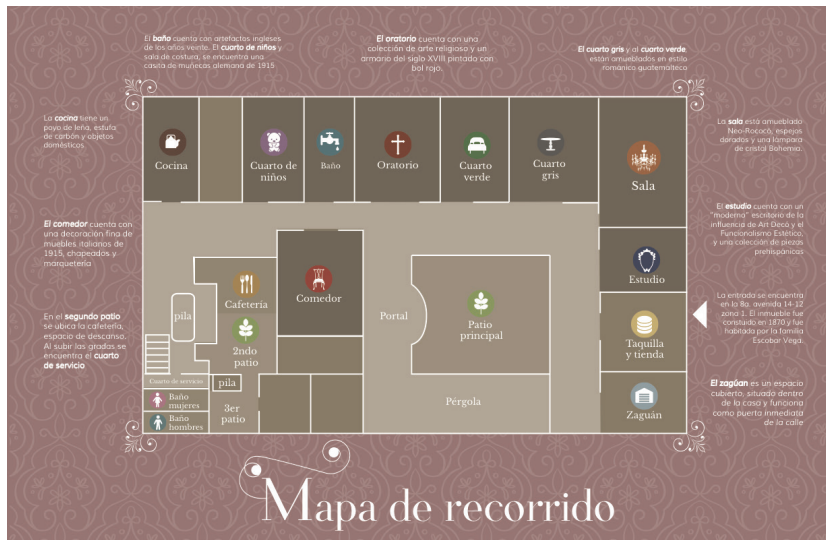 El baño cuenta con artefactos ingleses
de los años veinte. El cuarto de niños y
sala de costura, se encuentra una
casita de muñecas alemana de 1915.
El oratorio cuenta con una
colección de arte religioso y un
armario del siglo XVIII pintado con
bol rojo.
El cuarto gris y al cuarto verde
están amueblados en estilo
románico guatemalteco
La cocina tiene un
poyo de leña, estufa
de carbón y objetos
domésticos
La sala está amueblado
Neo-Rococò, espejos
dorados y una lámpara
de cristal Bohemia.
Cocina
Cuarto de
niños
Baño
Oratorio
Cuarto
verde
Cuarto
gris
Sala
El comedor cuenta con
una decoración fina de
muebles italianos de
1915, chapeados y
marquetería
El estudio cuenta con un
"moderno" escritorio de la
influencia de Art Decó y el
Funcionalismo Estético,
y una colección de piezas
prehispánicas
Estudio
Cafetería
Comedor
pila
Portal
Patio
principal
2ndo
patio
Taquilla
y tienda
La entrada se encuentra
en la 8a. avenida 14-12
zona 1. El inmueble fue
constuido en 1870 y fue
habitado por la familia
Escobar Vega.
En el segundo patio
se ubica la cafetería,
espacio de descanso.
Al subir las gradas se
encuentra el cuarto
de servicio
Cuarto de servicio
pila
Baño
mujeres
Baño
hombres
3er
patio
Pérgola
Zaguán
El zagúan es un espacio
cubierto, situado dentro
de la casa y funciona
como puerta inmediata
de la calle
Mapa de recorrido